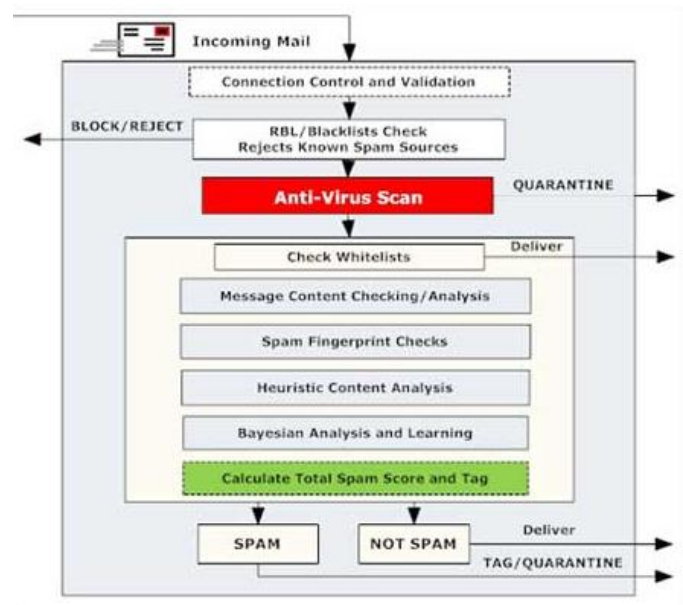 Incoming Mail
Connection Control and Validation
BLOCK/REJECT
RBL/Blacklists Check
Rejects Known Spam Sources
Anti-Virus Scan
QUARANTINE
Check Whitelists
Deliver
Message Content Checking/Analysis
Spam Fingerprint Checks
Heuristic Content Analysis
Bayesian Analysis and Learning
Calculate Total Spam Score and Tag
SPAM
NOT SPAM
Deliver
TAG/QUARANTINE